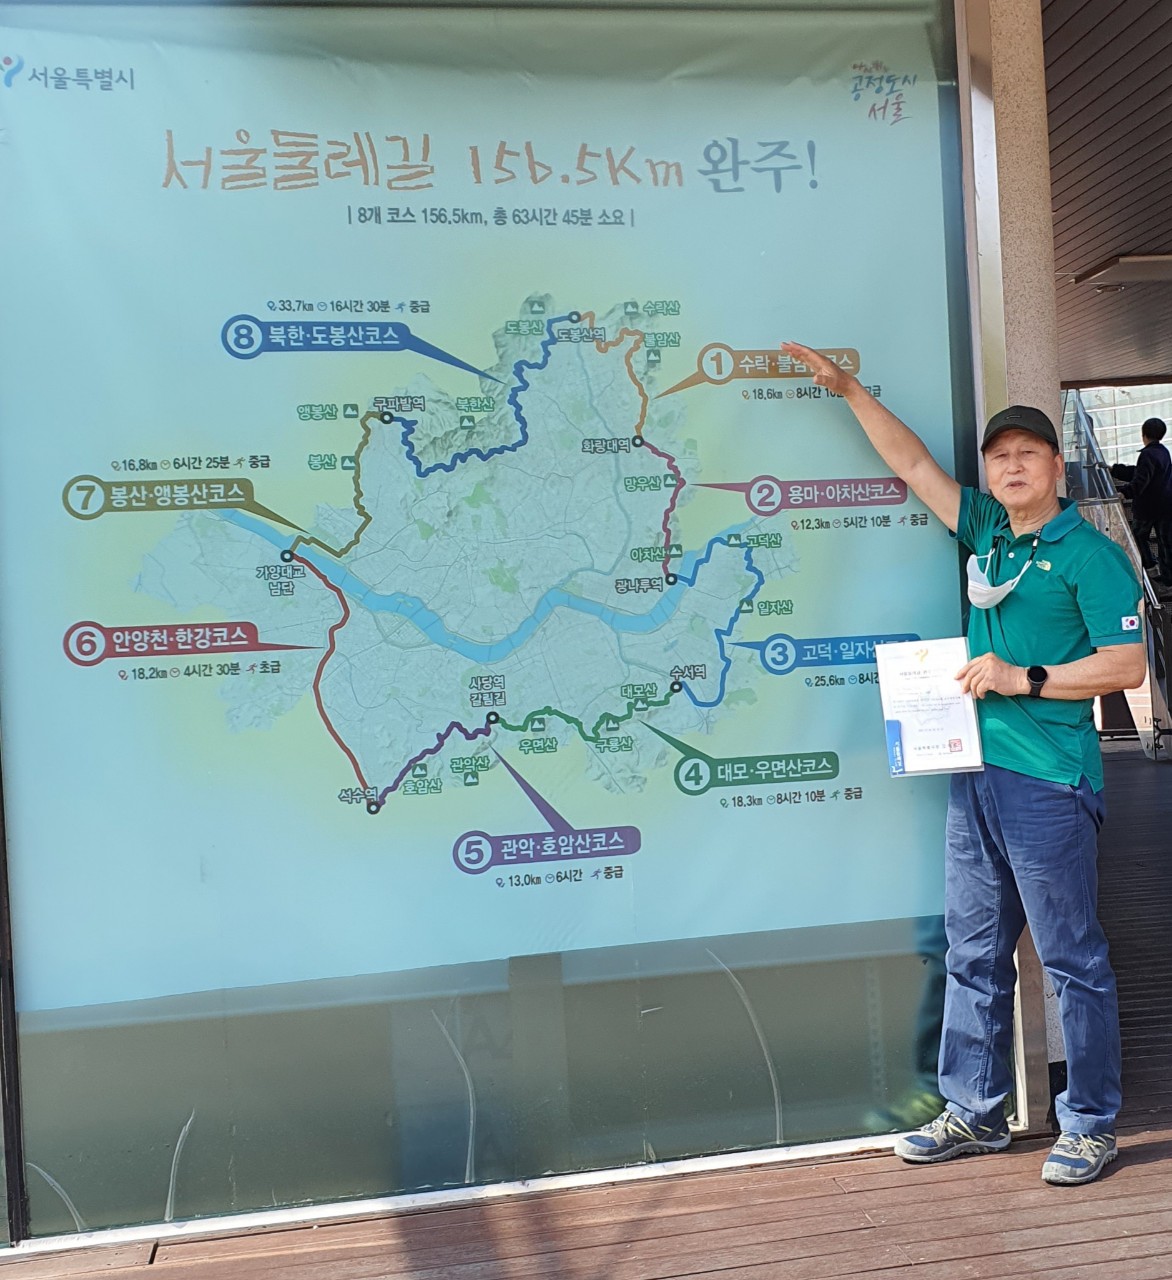 서울특별시
공정도시
서울
서울둘레길 156.5Km 완주!
| 8개 코스 156.5km, 총 63시간 45분 소요 |
33.7km 16시간 30분 중급
8 북한·도봉산코스
도봉산
도봉산역
수락산
불암산
1 수락·불암산코스
18.6km 8시간 10
앵봉산
구파발역
북한산
화랑대역
봉산
16.8km 6시간 25분 중급
7 봉산·앵봉산코스
망우산
2 용마·아차산코스
12.3km 5시간 10분 중급
고덕산
아차산
광나루역
가양대교
남단
일자산
6 안양천·한강코스
18.2km 4시간 30분 초급
3 고덕·일자산
25.6km 8시간
수서역
사당역
갈림길
대모산
우면산
구룡산
관악산
호암산
석수역
4 대모·우면산코스
18.3km 8시간 10분 중급
5 관악·호암산코스
13.0km 6시간 중급